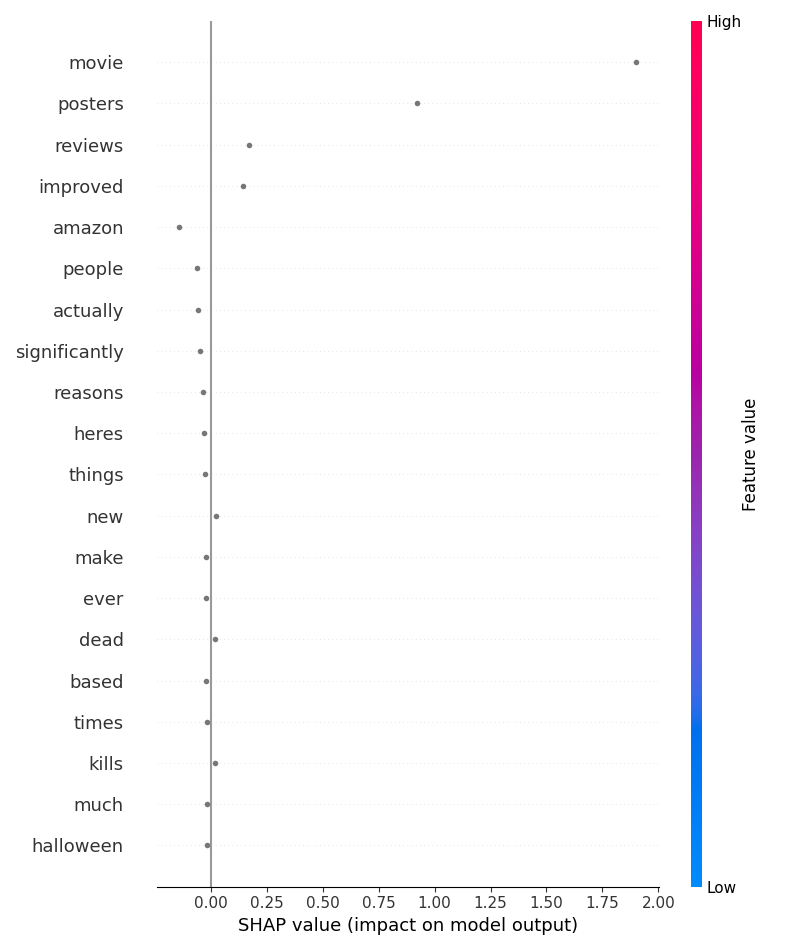 High
movie
posters
reviews
improved
amazon
people
actually
significantly
reasons
heres
things
new
make
ever
dead
based
times
kills
much
halloween
Feature value
Low
0.00 0.25 0.50 0.75 1.00 1.25 1.50 1.75 2.00
SHAP value (impact on model output)